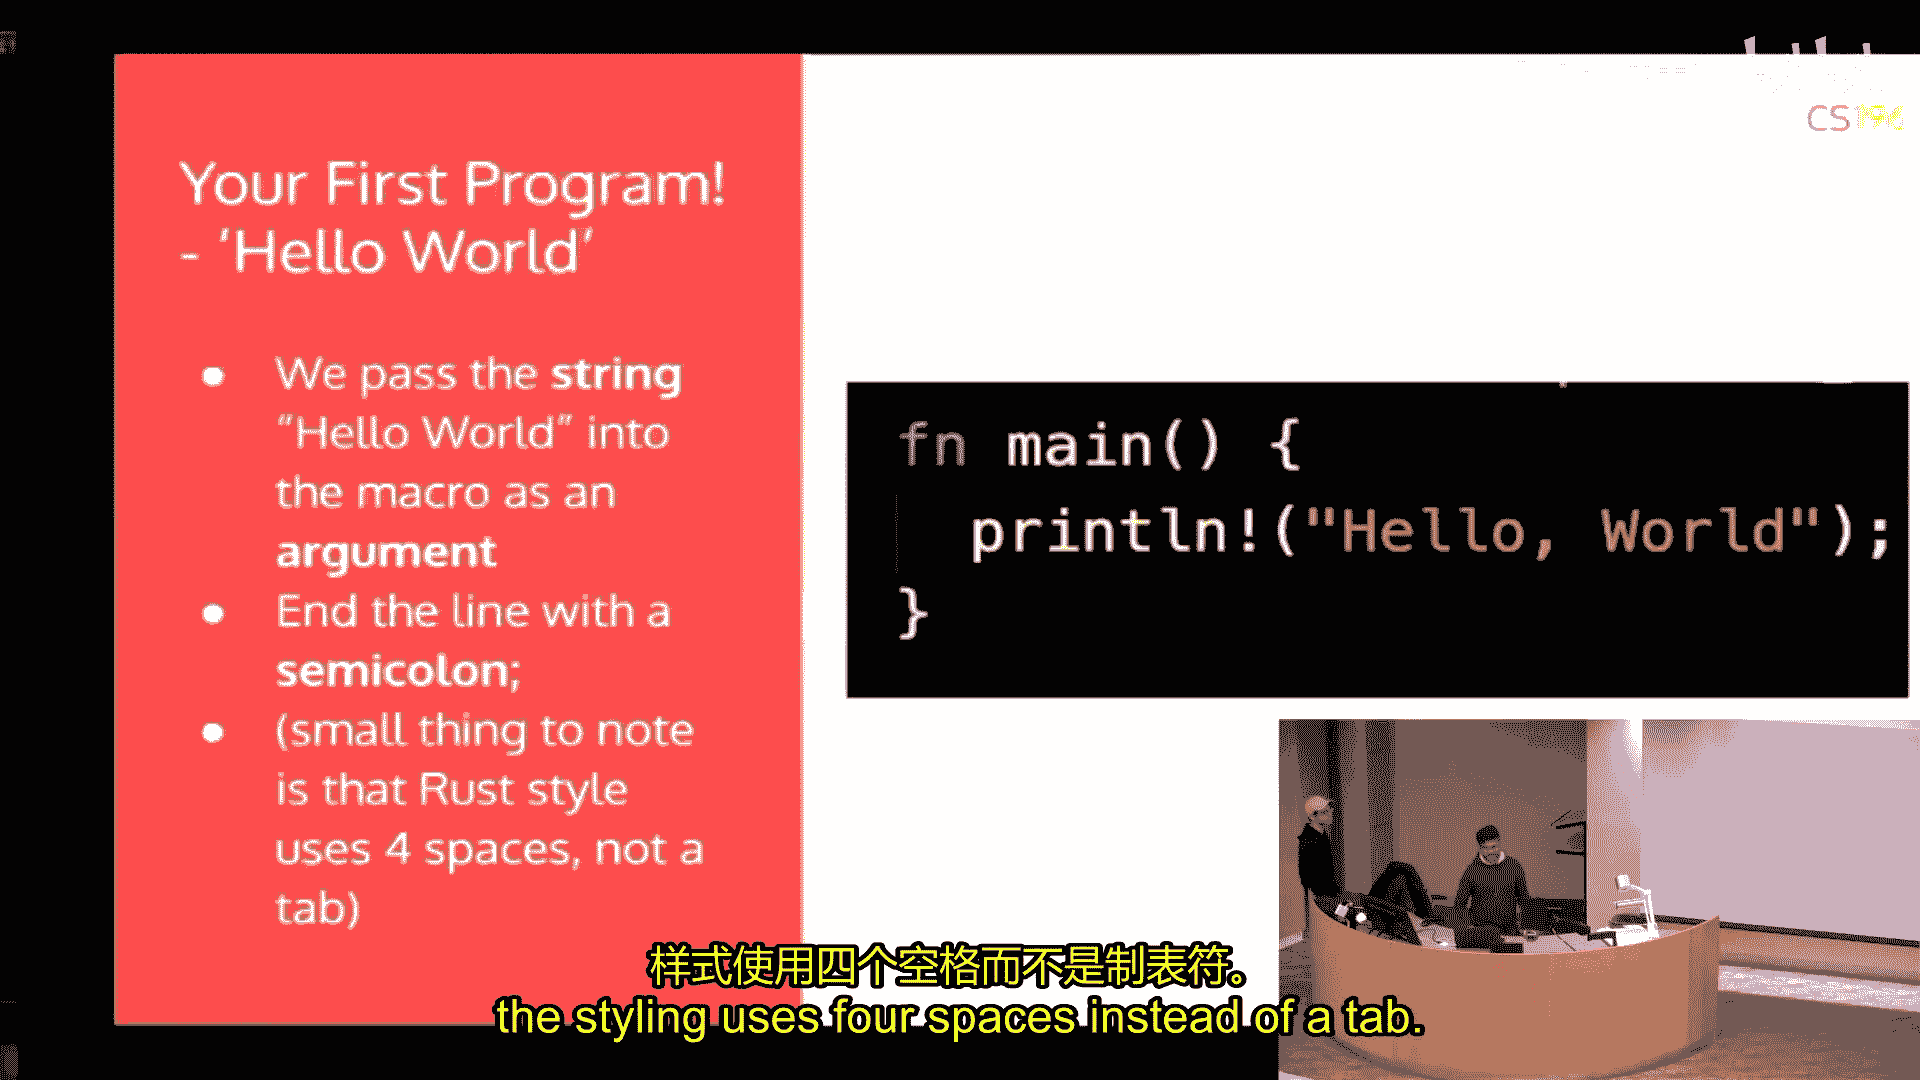 CS196
Your First Program!
- ‘Hello World’
● We pass the string
“Hello World” into
the macro as an
argument
● End the line with a
semicolon;
● (small thing to note
is that Rust style
uses 4 spaces, not a
tab)
fn main() {
println!("Hello, World");
}
样式使用四个空格而不是制表符。
the styling uses four spaces instead of a tab.